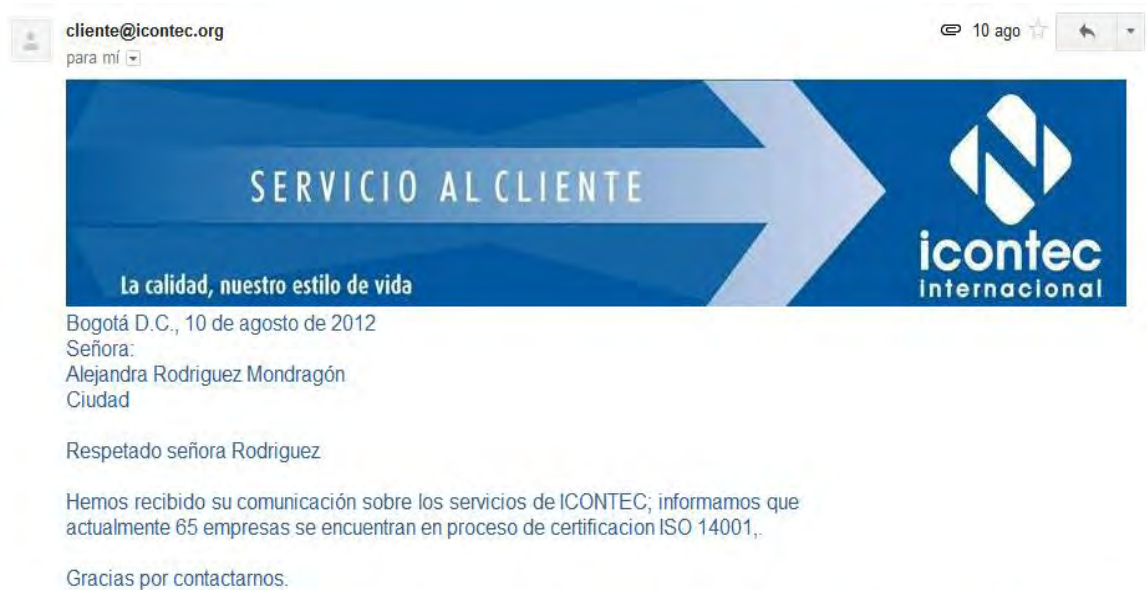 cliente@icontec.org
10 ago
para mí
SERVICIO AL CLIENTE
La calidad, nuestro estilo de vida
icontec
internacional
Bogotá D.C., 10 de agosto de 2012
Señora:
Alejandra Rodriguez Mondragón
Ciudad
Respetado señora Rodriguez
Hemos recibido su comunicación sobre los servicios de ICONTEC; informamos que
actualmente 65 empresas se encuentran en proceso de certificacion ISO 14001,.
Gracias por contactarnos.